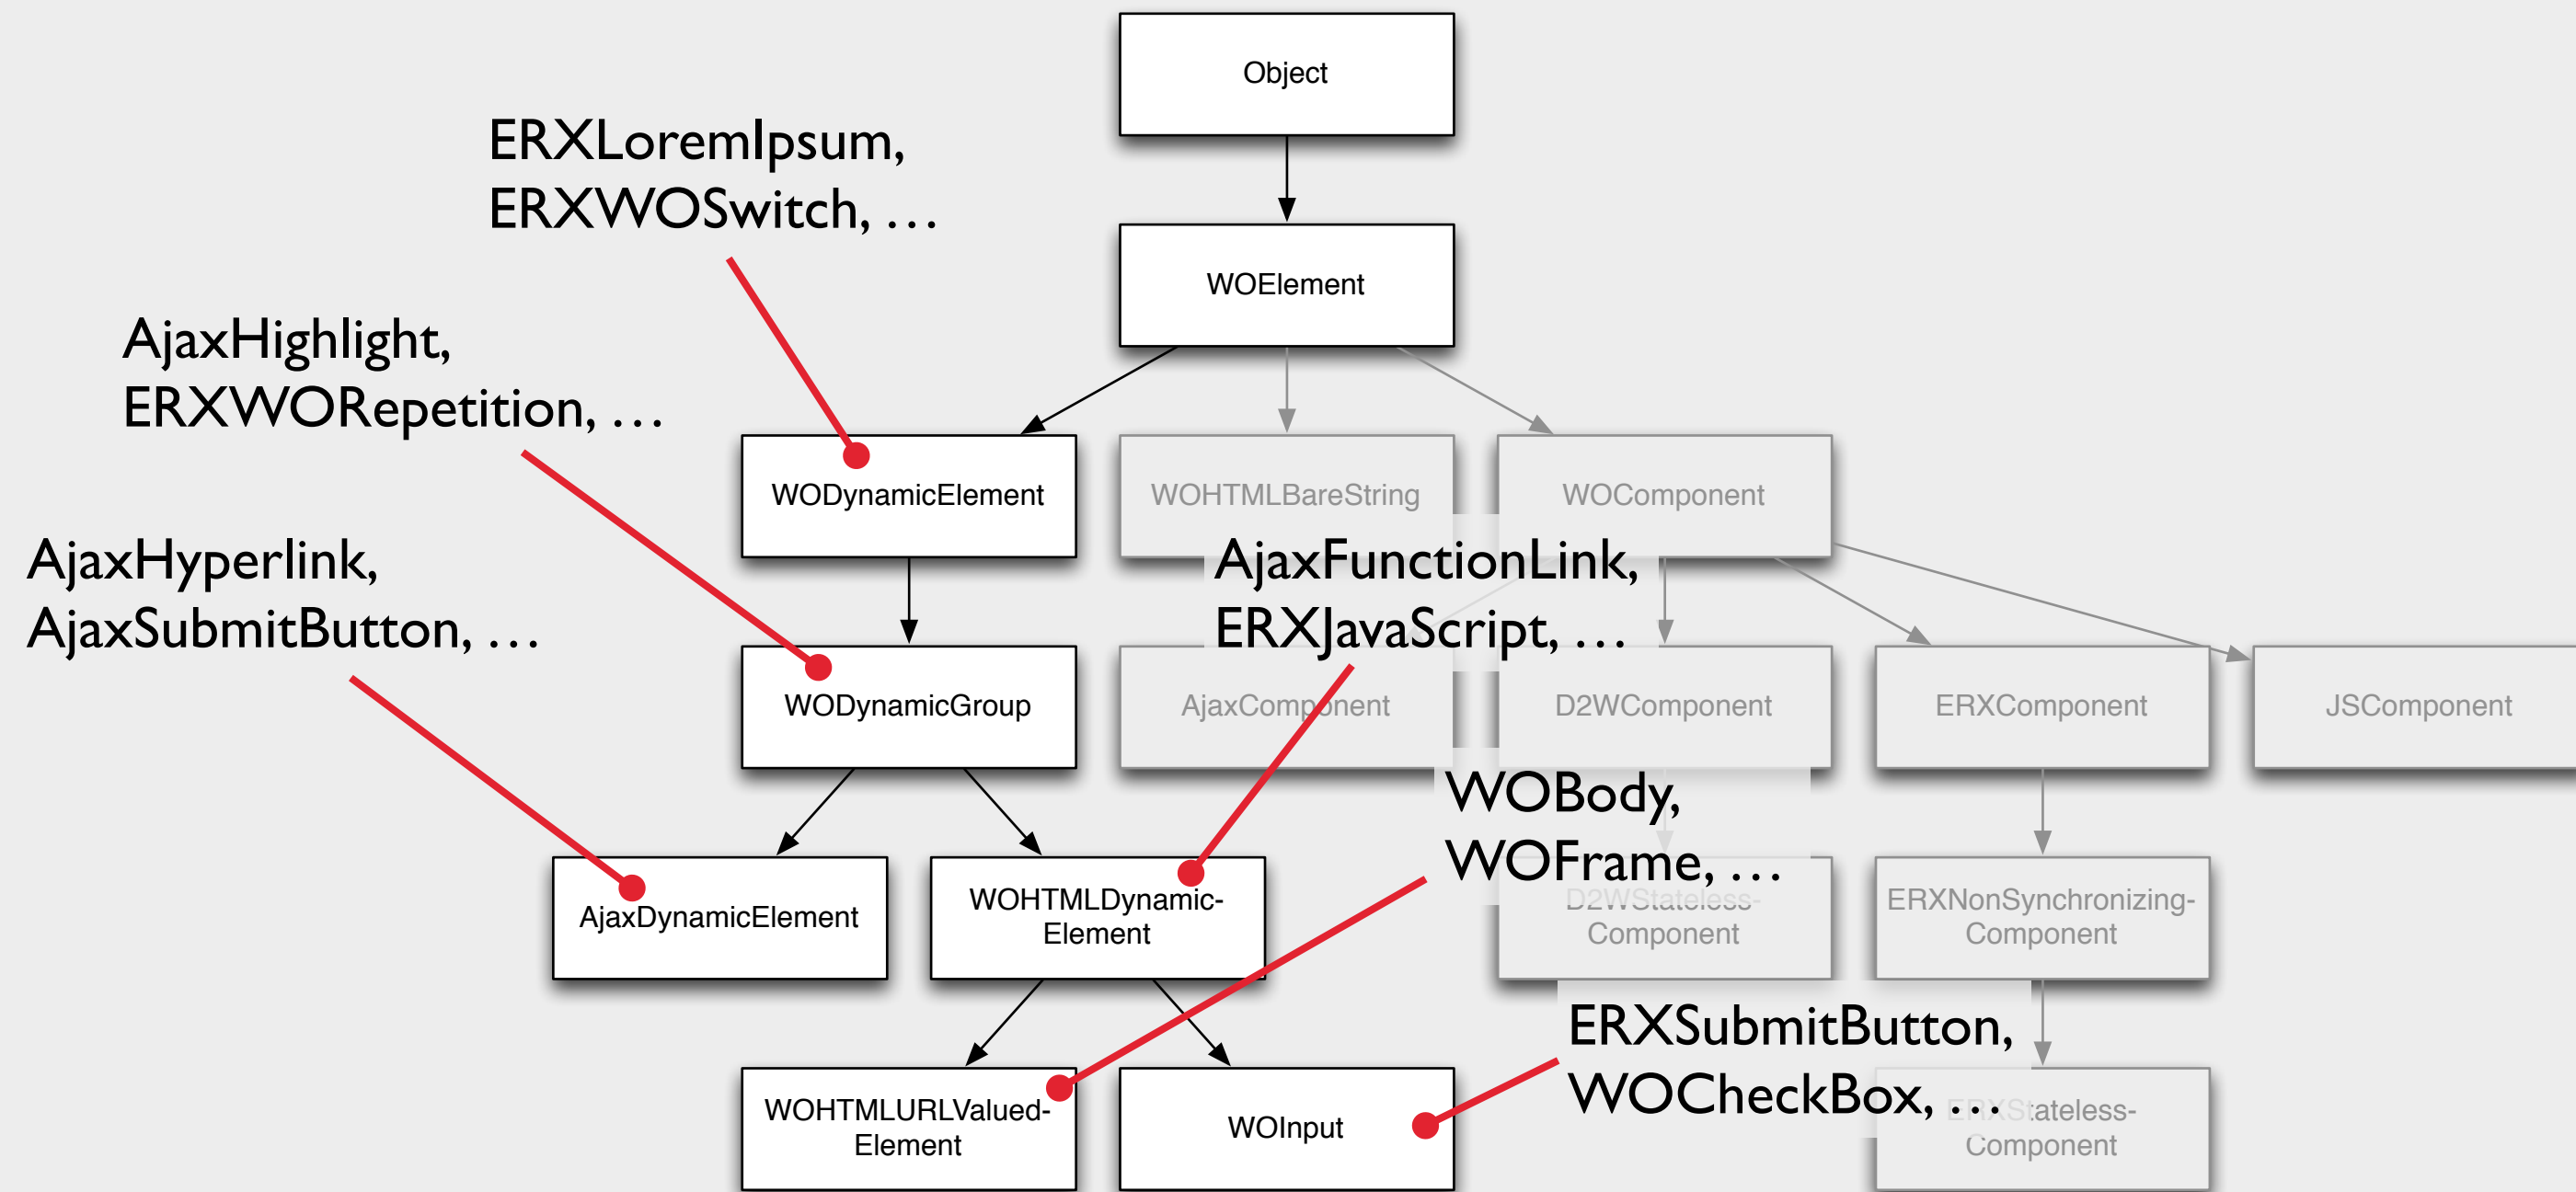 Object
ERXLoremIpsum,
ERXWOSwitch, …
WOElement
AjaxHighlight,
ERXWORepetition, …
WODynamicElement
WOHTMLBareString
WOComponent
AjaxHyperlink,
AjaxSubmitButton, …
AjaxFunctionLink,
ERXJavaScript, …
WODynamicGroup
AjaxComponent
D2WComponent
ERXComponent
JSComponent
WOBody,
WOFrame, …
AjaxDynamicElement
WOHTMLDynamic-
Element
D2WStateless-
Component
ERXNonSynchronizing-
Component
ERXSubmitButton,
WOCheckBox, …
WOHTMLURLValued-
Element
WOInput
ERXStateless-
Component